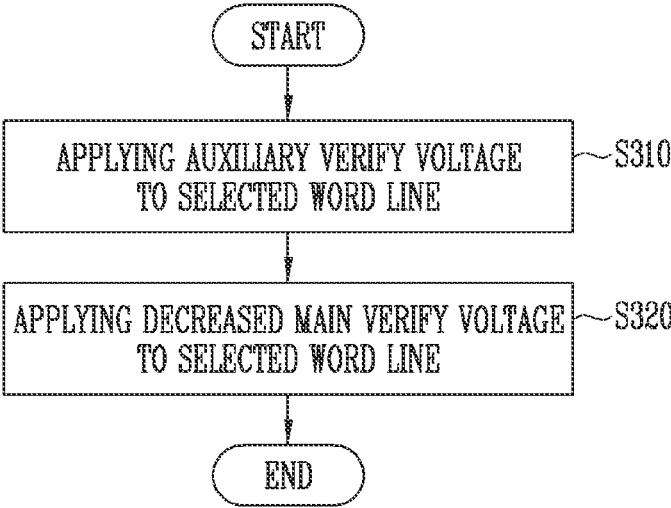 START
APPLYING AUXILIARY VERIFY VOLTAGE
TO SELECTED WORD LINE
S310
APPLYING DECREASED MAIN VERIFY VOLTAGE
TO SELECTED WORD LINE
S320
END